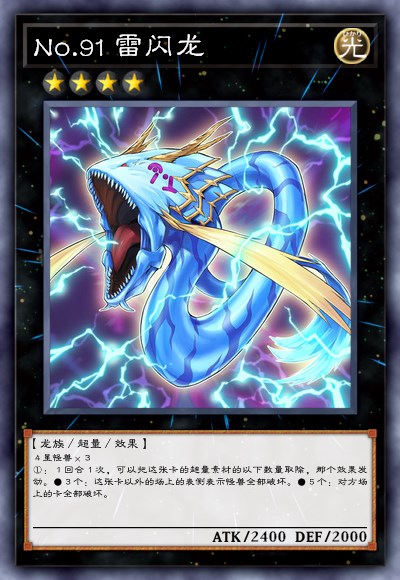 No.91 雷闪龙
光
【龙族／超量／效果】
４星怪兽×３
①：１回合１次，可以把这张卡的超量素材的以下数量取除，那个效果发
动。●３个：这张卡以外的场上的表侧表示怪兽全部破坏。●５个：对方场
上的卡全部破坏。
ATK/2400 DEF/2000